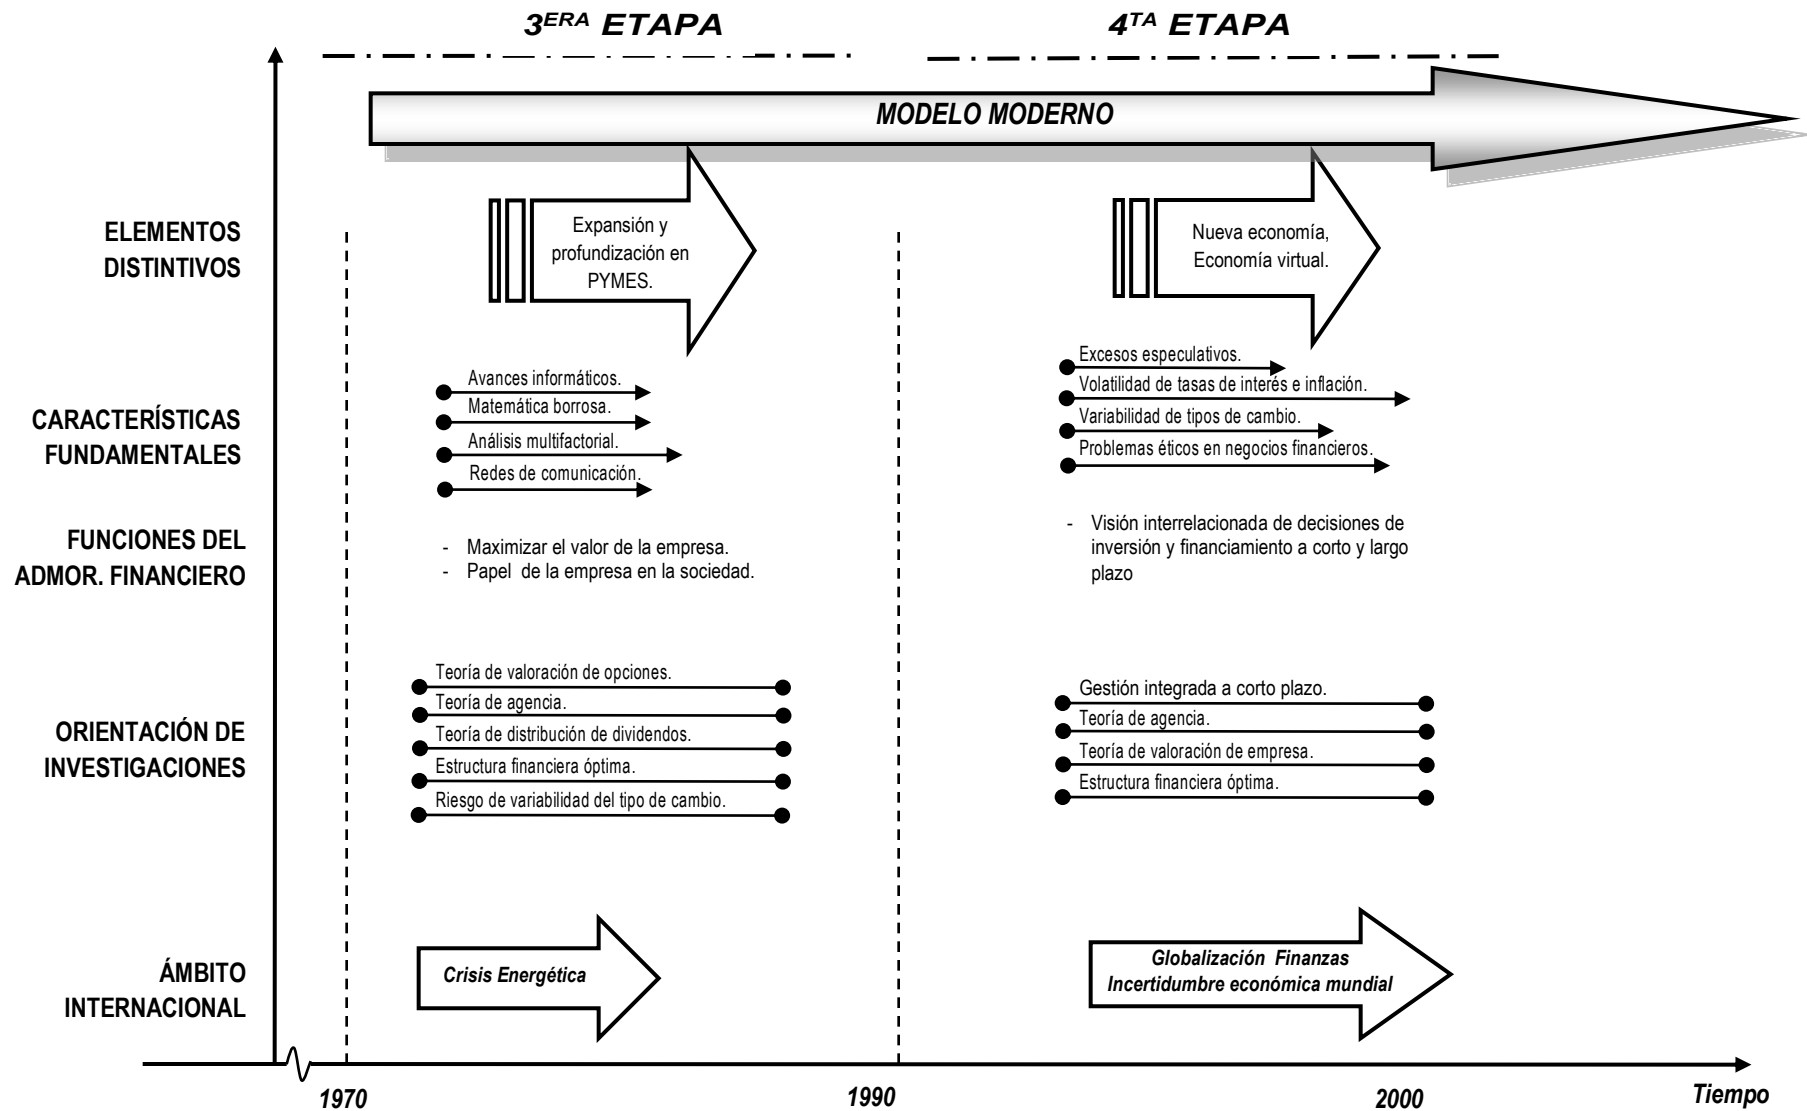 3ERA ETAPA
4TA ETAPA
MODELO MODERNO
ELEMENTOS
DISTINTIVOS
Expansión y
profundización en
PYMES.
Nueva economía,
Economía virtual.
CARACTERÍSTICAS
FUNDAMENTALES
Avances informáticos.
Matemática borrosa.
Análisis multifactorial.
Redes de comunicación.
Excesos especulativos.
Volatilidad de tasas de interés e inflación.
Variabilidad de tipos de cambio.
Problemas éticos en negocios financieros.
FUNCIONES DEL
ADMOR. FINANCIERO
- Maximizar el valor de la empresa.
- Papel de la empresa en la sociedad.
- Visión interrelacionada de decisiones de
inversión y financiamiento a corto y largo
plazo
ORIENTACIÓN DE
INVESTIGACIONES
Teoría de valoración de opciones.
Teoría de agencia.
Teoría de distribución de dividendos.
Estructura financiera óptima.
Riesgo de variabilidad del tipo de cambio.
Gestión integrada a corto plazo.
Teoría de agencia.
Teoría de valoración de empresa.
Estructura financiera óptima.
ÁMBITO
INTERNACIONAL
Crisis Energética
Globalización Finanzas
Incertidumbre económica mundial
1970
1990
2000
Tiempo